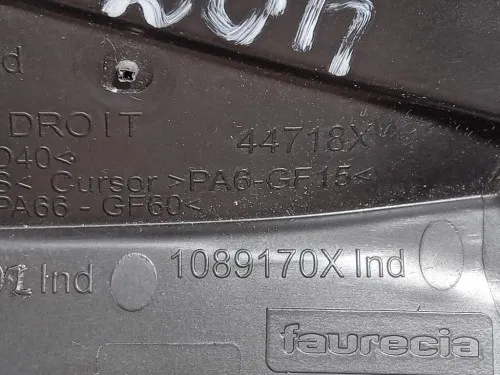 d
DROIT 44718X
D40<
< Cursor >PA6-GF15<
PA66 - GF60<
Ind 1089170X Ind
faurecia